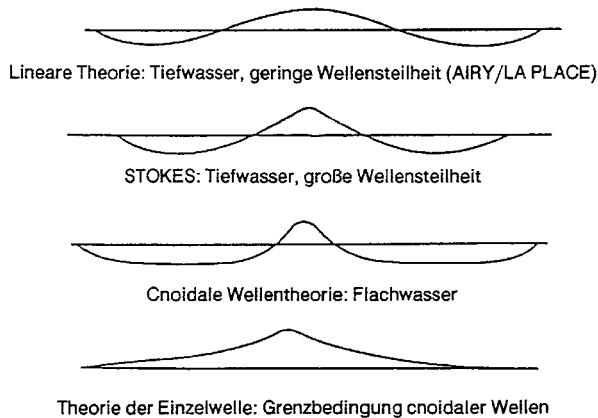 Lineare Theorie: Tiefwasser, geringe Wellensteilheit (AIRY/LA PLACE)
STOKES: Tiefwasser, große Wellensteilheit
Cnoidale Wellentheorie: Flachwasser
Theorie der Einzelwelle: Grenzbedingung cnoidaler Wellen